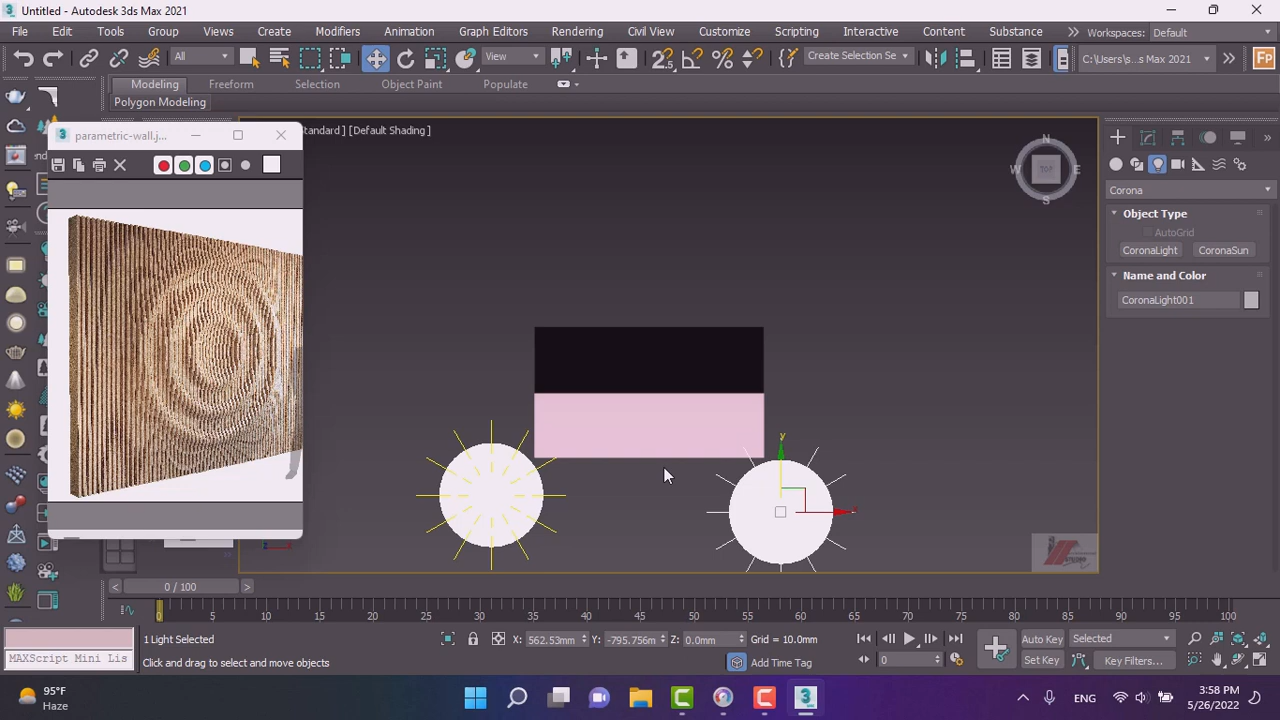 Untitled - Autodesk 3ds Max 2021
File Edit Tools Group Views Create Modifiers Animation Graph Editors Rendering Civil View Customize Scripting Interactive Content Substance Workspaces: Default
All View Create Selection Se C:\Users\s...s Max 2021
Modeling Freeform Selection Object Paint Populate
Polygon Modeling
parametric-wall.j...
tandard ] [Default Shading ]
N
W TOP E
S
Corona
Object Type
AutoGrid
CoronaLight CoronaSun
Name and Color
CoronaLight001
y
x
0 / 100
0 5 10 15 20 25 30 35 40 45 50 55 60 65 70 75 80 85 90 95 100
1 Light Selected X: 562.53mm Y: -795.756m Z: 0.0mm Grid = 10.0mm Auto Key Selected
MAXScript Mini Lis Click and drag to select and move objects Add Time Tag 0 Set Key Key Filters...
95°F
Haze
ENG
3:58 PM
5/26/2022